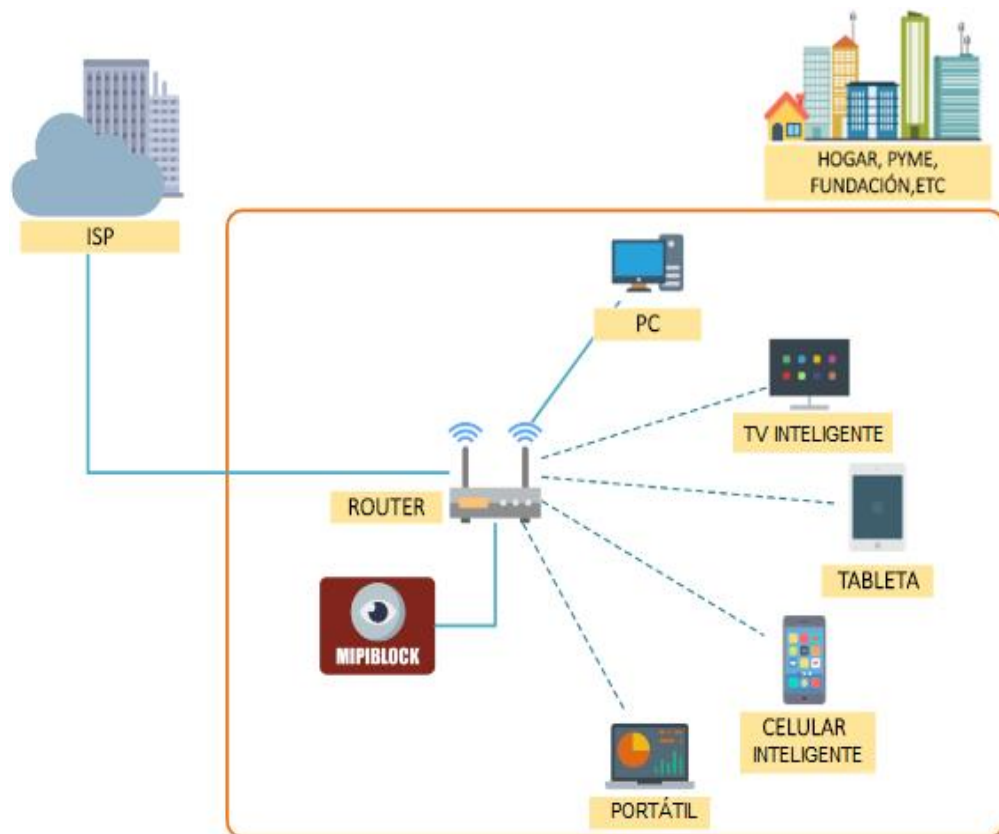 HOGAR, PYME,
FUNDACIÓN,ETC
ISP
PC
TV INTELIGENTE
ROUTER
TABLETA
MIPIBLOCK
CELULAR
INTELIGENTE
PORTÁTIL